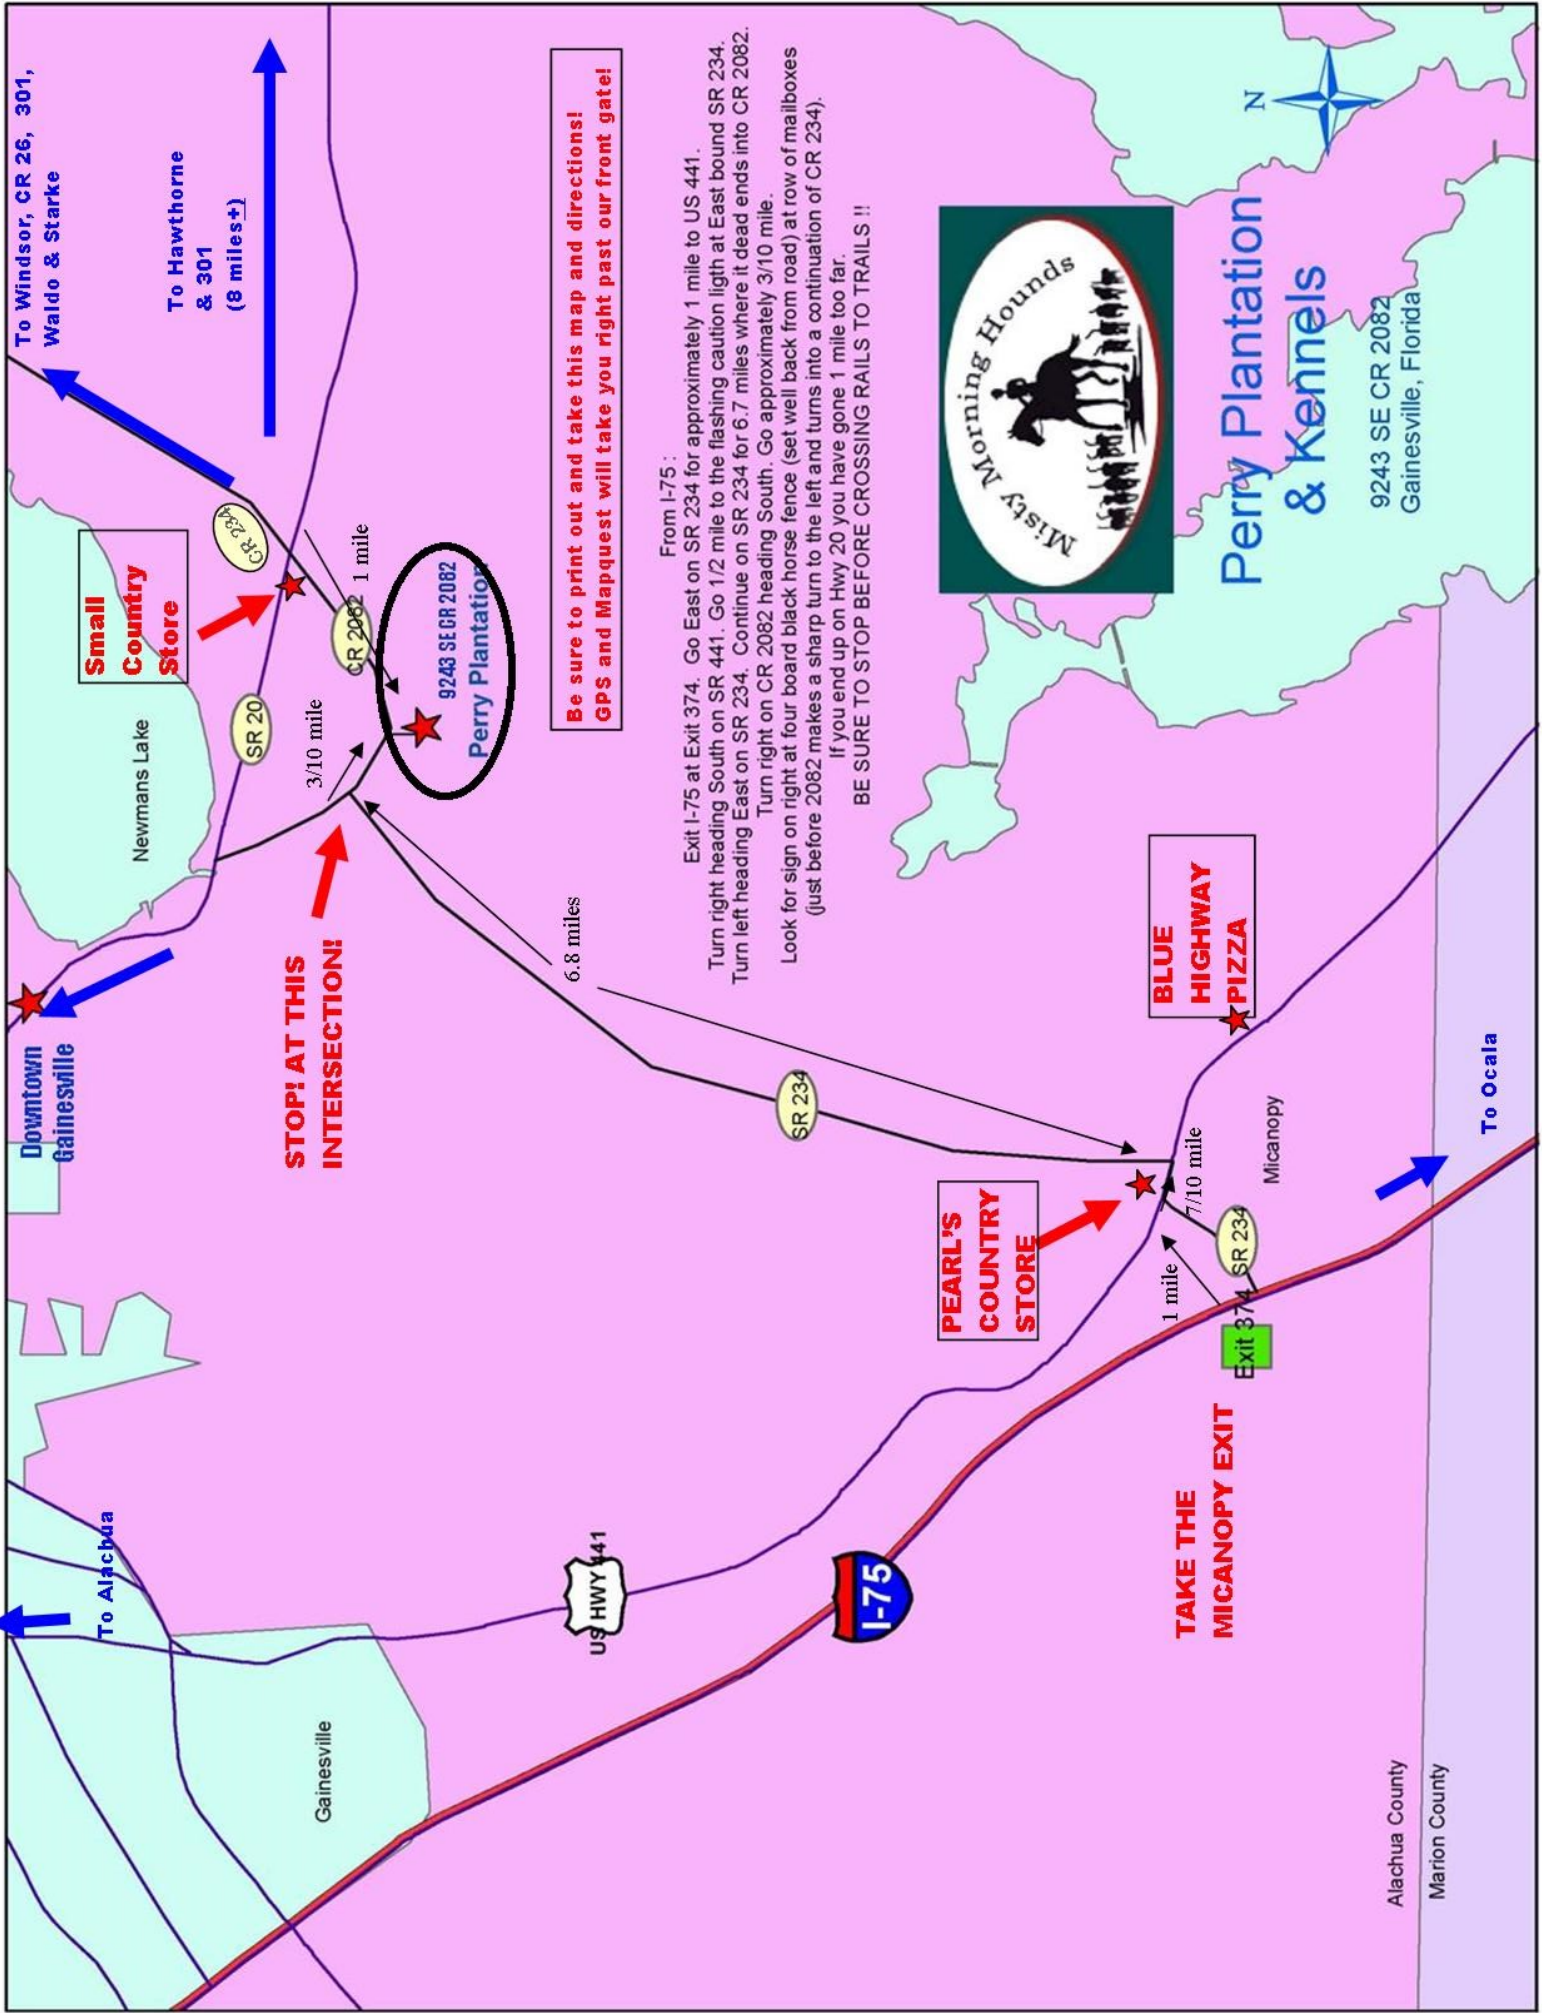 Downtown
Gainesville
Newmans Lake
Small
Country
Store
To Windsor, CR 26, 301,
Waldo & Starke
To Hawthorne
& 301
(8 miles+)
To Alachua
Gainesville
STOP! AT THIS
INTERSECTION!
3/10 mile
SR 20
CR 234
CR 2082
1 mile
9243 SE CR 2082
Perry Plantation
Be sure to print out and take this map and directions!
GPS and Mapquest will take you right past our front gate!
US HWY 441
6.8 miles
From I-75 :
Exit I-75 at Exit 374. Go East on SR 234 for approximately 1 mile to US 441.
Turn right heading South on SR 441. Go 1/2 mile to the flashing caution ligth at East bound SR 234.
Turn left heading East on SR 234. Continue on SR 234 for 6.7 miles where it dead ends into CR 2082.
Turn right on CR 2082 heading South. Go approximately 3/10 mile.
Look for sign on right at four board black horse fence (set well back from road) at row of mailboxes
(just before 2082 makes a sharp turn to the left and turns into a continuation of CR 234).
If you end up on Hwy 20 you have gone 1 mile too far.
BE SURE TO STOP BEFORE CROSSING RAILS TO TRAILS !!
SR 234
I-75
PEARL'S
COUNTRY
STORE
Misty Morning Hounds
BLUE
HIGHWAY
PIZZA
1 mile
7/10 mile
SR 234
Exit 374
Micanopy
TAKE THE
MICANOPY EXIT
N
Perry Plantation
& Kennels
9243 SE CR 2082
Gainesville, Florida
To Ocala
Alachua County
Marion County